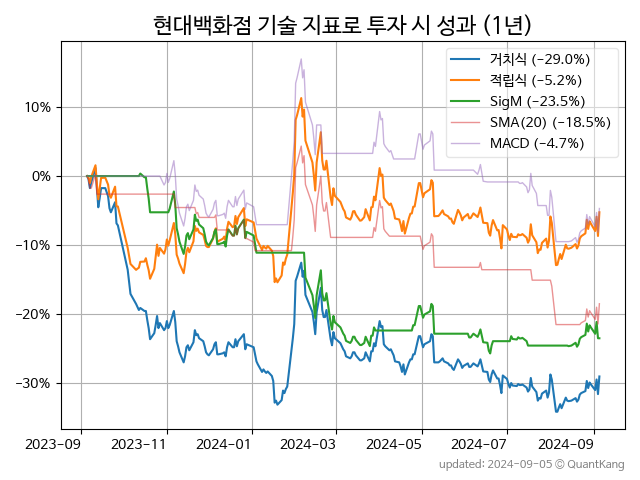 현대백화점 기술 지표로 투자 시 성과 (1년)
거치식 (−29.0%)
적립식 (−5.2%)
SigM (−23.5%)
SMA(20) (−18.5%)
MACD (−4.7%)
10%
0%
−10%
−20%
−30%
2023-09 2023-11 2024-01 2024-03 2024-05 2024-07 2024-09
updated: 2024-09-05 © QuantKang